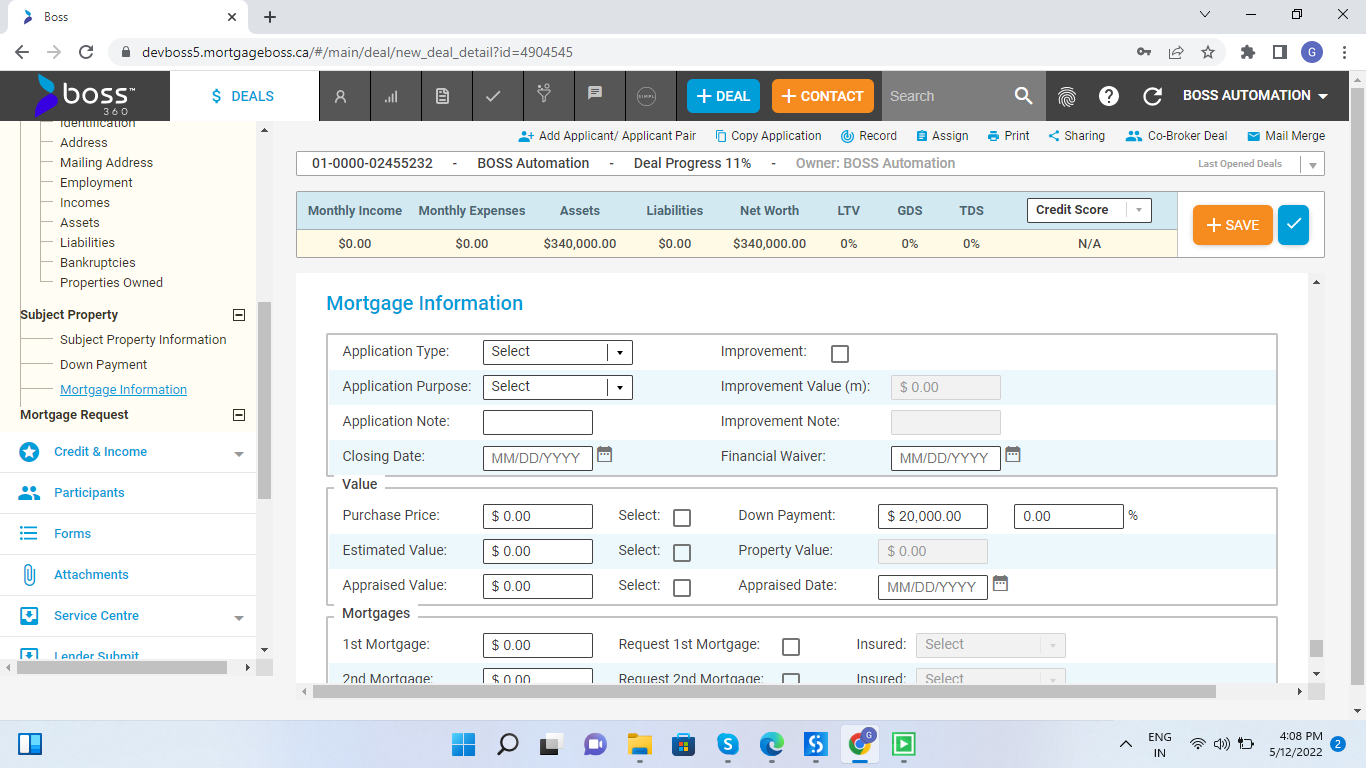 Boss
devboss5.mortgageboss.ca/#/main/deal/new_deal_detail?id=4904545
G
boss™
360
$ DEALS
SIMPL
+ DEAL
+ CONTACT
Search
BOSS AUTOMATION
Identification
Address
Mailing Address
Employment
Incomes
Assets
Liabilities
Bankruptcies
Properties Owned
Subject Property
Subject Property Information
Down Payment
Mortgage Information
Mortgage Request
Credit & Income
Participants
Forms
Attachments
Service Centre
Lender Submit
Add Applicant/ Applicant Pair Copy Application Record Assign Print Sharing Co-Broker Deal Mail Merge
01-0000-02455232 - BOSS Automation - Deal Progress 11% - Owner: BOSS Automation Last Opened Deals
Monthly Income Monthly Expenses Assets Liabilities Net Worth LTV GDS TDS Credit Score
$0.00 $0.00 $340,000.00 $0.00 $340,000.00 0% 0% 0% N/A
+ SAVE
Mortgage Information
Application Type: Select Improvement:
Application Purpose: Select Improvement Value (m): $ 0.00
Application Note: Improvement Note:
Closing Date: MM/DD/YYYY Financial Waiver: MM/DD/YYYY
Value
Purchase Price: $ 0.00 Select: Down Payment: $ 20,000.00 0.00 %
Estimated Value: $ 0.00 Select: Property Value: $ 0.00
Appraised Value: $ 0.00 Select: Appraised Date: MM/DD/YYYY
Mortgages
1st Mortgage: $ 0.00 Request 1st Mortgage: Insured: Select
2nd Mortgage: $ 0.00 Request 2nd Mortgage: Insured: Select
G
ENG
IN
4:08 PM
5/12/2022
2